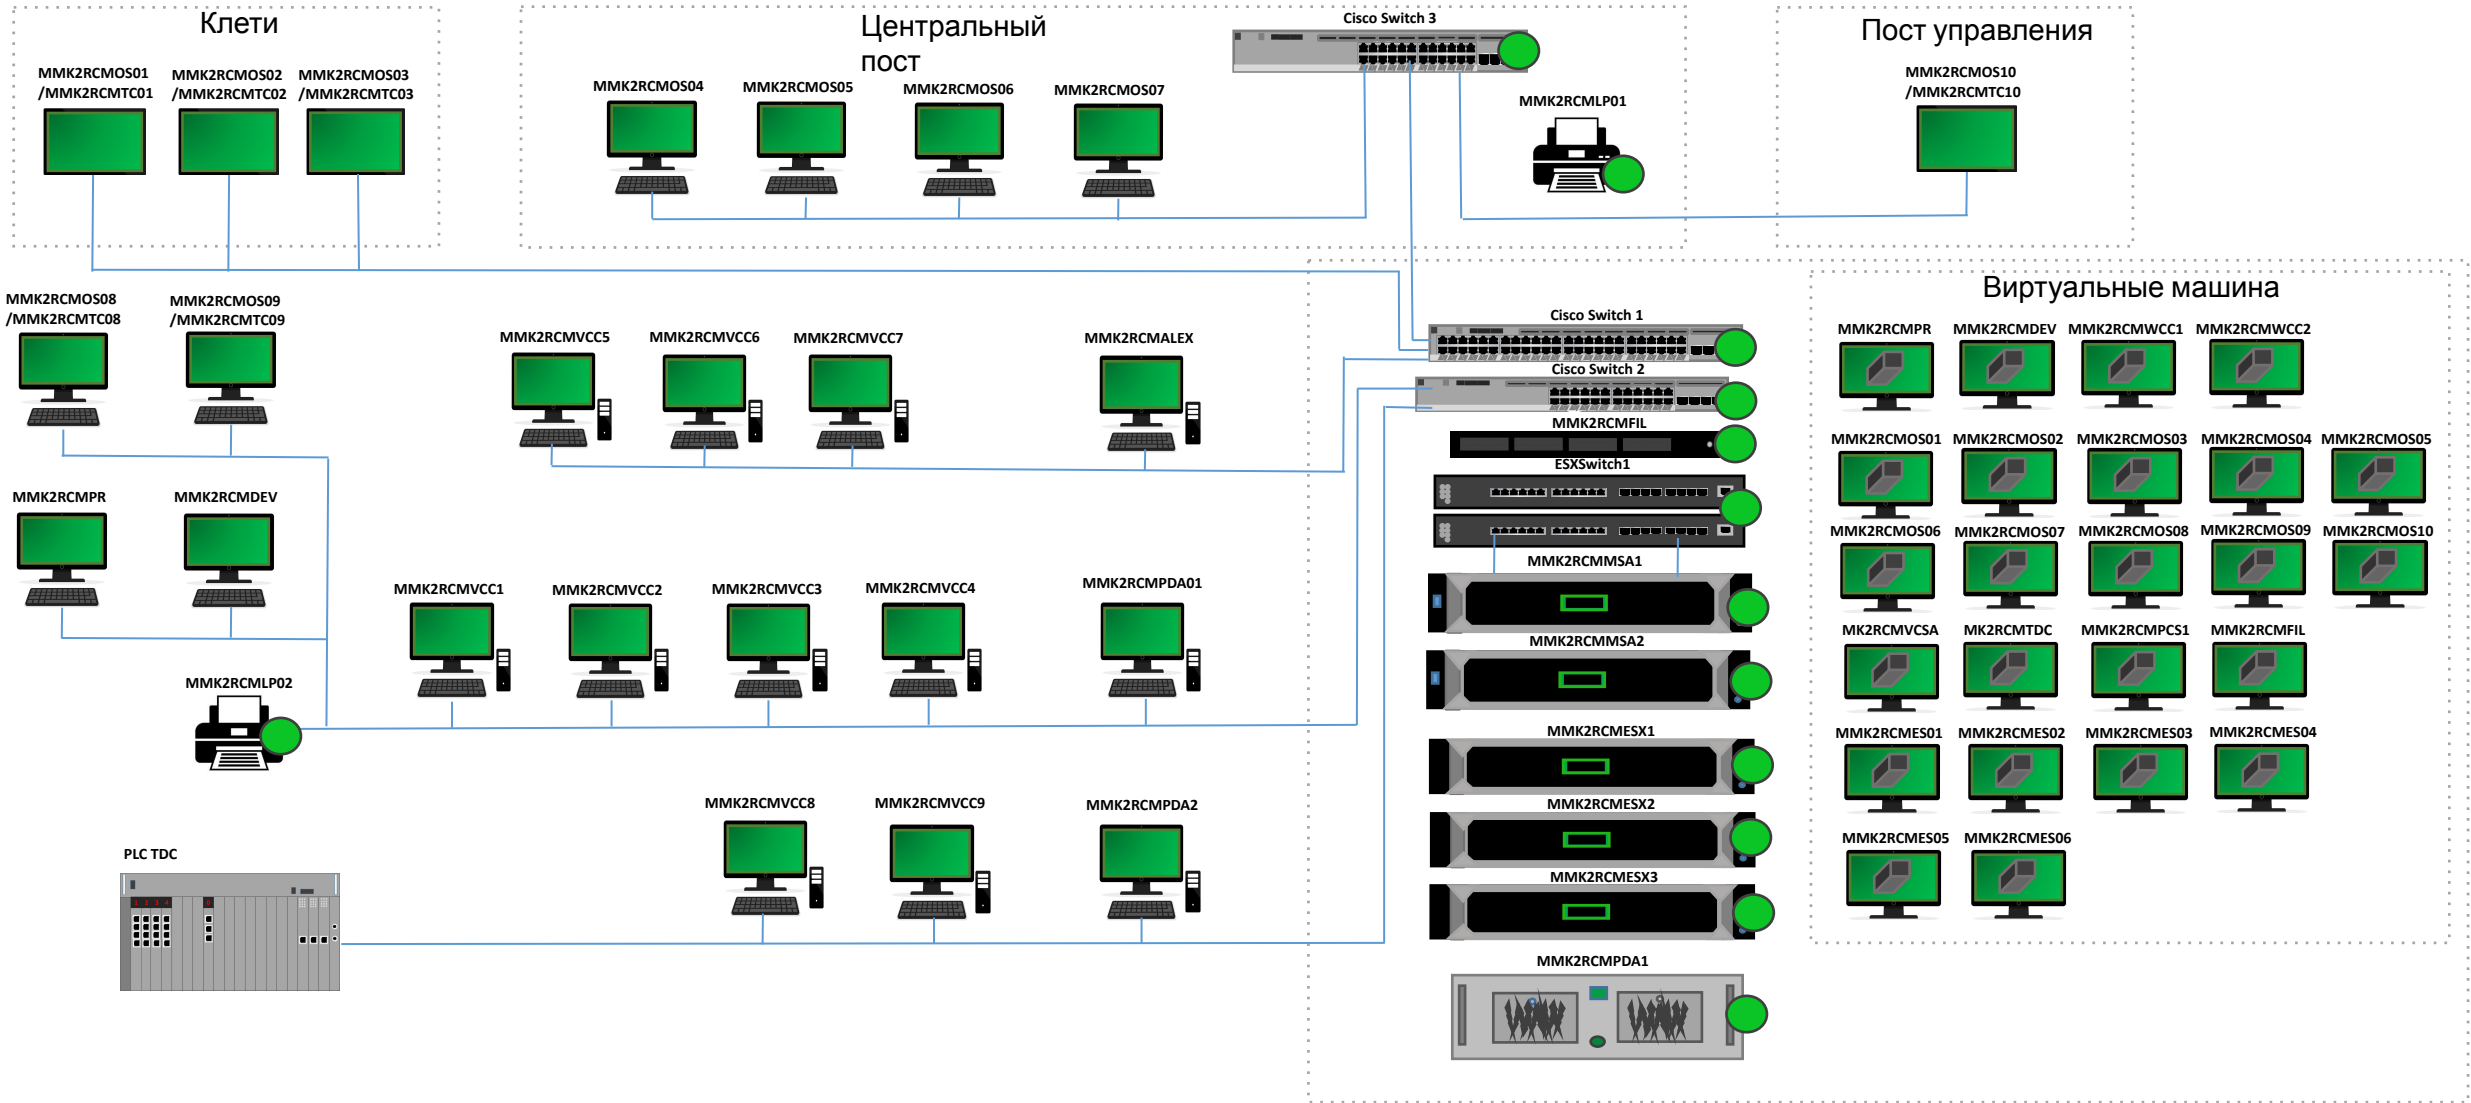 Клети
MMK2RCMOS01
/MMK2RCMTC01
MMK2RCMOS02
/MMK2RCMTC02
MMK2RCMOS03
/MMK2RCMTC03
Центральный
пост
Cisco Switch 3
MMK2RCMOS04
MMK2RCMOS05
MMK2RCMOS06
MMK2RCMOS07
MMK2RCMLP01
Пост управления
MMK2RCMOS10
/MMK2RCMTC10
MMK2RCMOS08
/MMK2RCMTC08
MMK2RCMOS09
/MMK2RCMTC09
MMK2RCMVCC5
MMK2RCMVCC6
MMK2RCMVCC7
MMK2RCMALEX
MMK2RCMPR
MMK2RCMDEV
MMK2RCMVCC1
MMK2RCMVCC2
MMK2RCMVCC3
MMK2RCMVCC4
MMK2RCMPDA01
MMK2RCMLP02
MMK2RCMVCC8
MMK2RCMVCC9
MMK2RCMPDA2
PLC TDC
Cisco Switch 1
Cisco Switch 2
MMK2RCMFIL
ESXSwitch1
MMK2RCMMSA1
MMK2RCMMSA2
MMK2RCMESX1
MMK2RCMESX2
MMK2RCMESX3
MMK2RCMPDA1
Виртуальные машина
MMK2RCMPR
MMK2RCMDEV
MMK2RCMWCC1
MMK2RCMWCC2
MMK2RCMOS01
MMK2RCMOS02
MMK2RCMOS03
MMK2RCMOS04
MMK2RCMOS05
MMK2RCMOS06
MMK2RCMOS07
MMK2RCMOS08
MMK2RCMOS09
MMK2RCMOS10
MK2RCMVCSA
MK2RCMTDC
MMK2RCMPCS1
MMK2RCMFIL
MMK2RCMES01
MMK2RCMES02
MMK2RCMES03
MMK2RCMES04
MMK2RCMES05
MMK2RCMES06